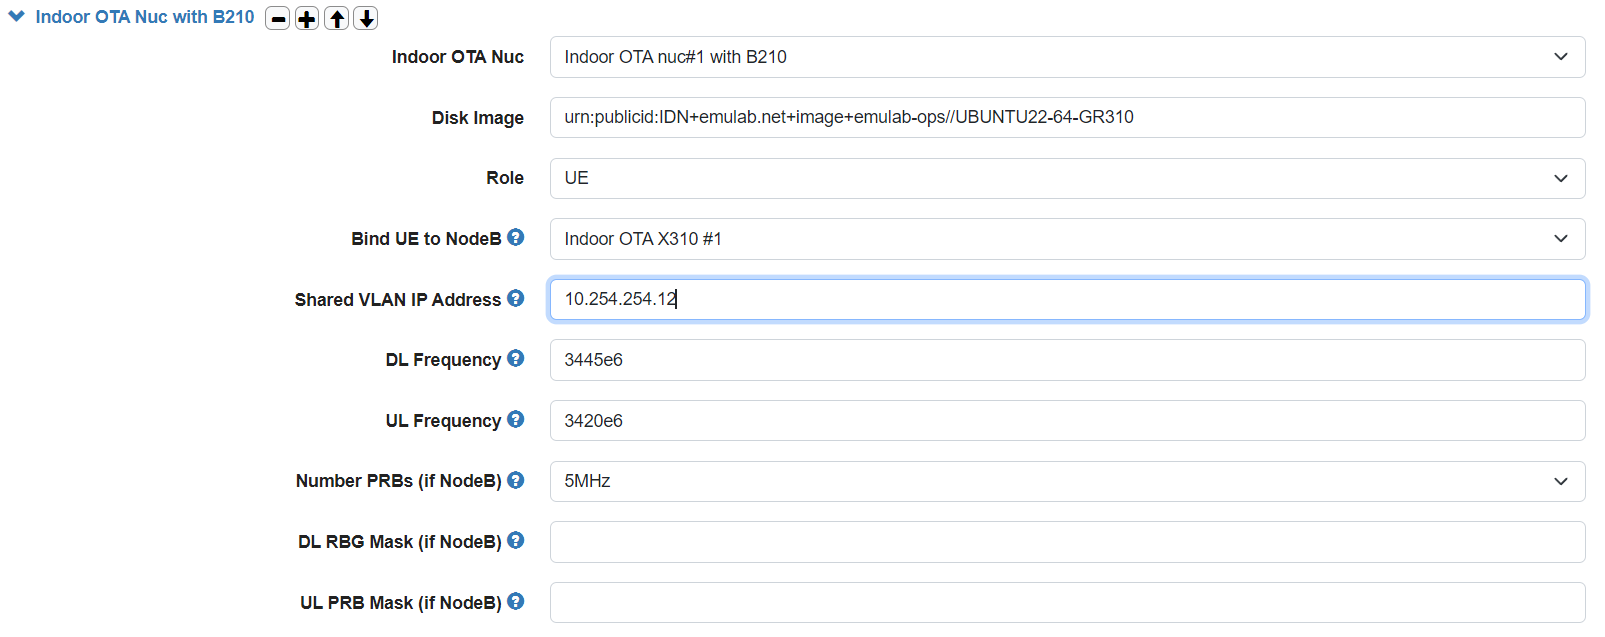 Indoor OTA Nuc with B210
Indoor OTA Nuc Indoor OTA nuc#1 with B210
Disk Image urn:publicid:IDN+emulab.net+image+emulab-ops//UBUNTU22-64-GR310
Role UE
Bind UE to NodeB ? Indoor OTA X310 #1
Shared VLAN IP Address ? 10.254.254.12
DL Frequency ? 3445e6
UL Frequency ? 3420e6
Number PRBs (if NodeB) ? 5MHz
DL RBG Mask (if NodeB) ?
UL PRB Mask (if NodeB) ?